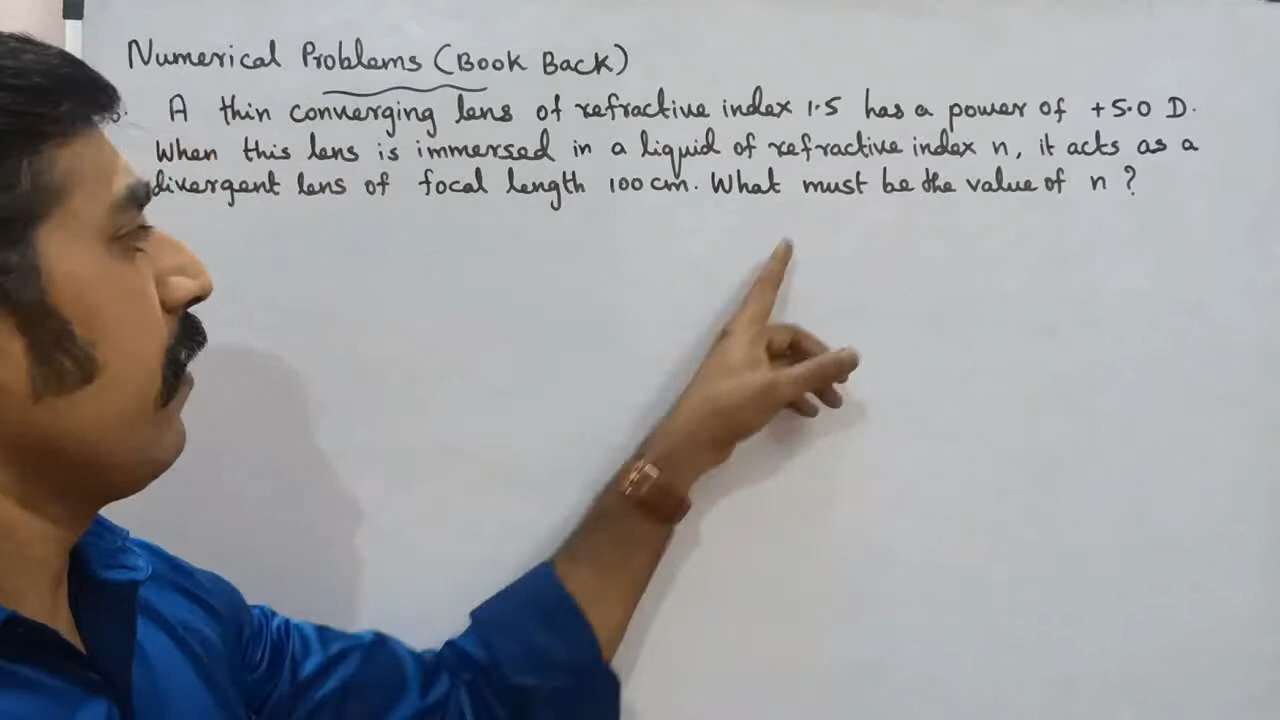 Numerical Problems (Book Back)
A thin converging lens of refractive index 1.5 has a power of +5.0 D.
When this lens is immersed in a liquid of refractive index n, it acts as a
divergent lens of focal length 100 cm. What must be the value of n ?